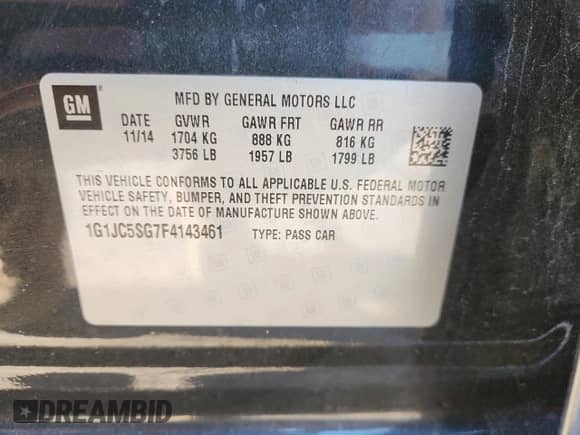 GM
MFD BY GENERAL MOTORS LLC
DATE GVWR GAWR FRT GAWR RR
11/14 1704 KG 888 KG 816 KG
3756 LB 1957 LB 1799 LB
THIS VEHICLE CONFORMS TO ALL APPLICABLE U.S. FEDERAL MOTOR
VEHICLE SAFETY, BUMPER, AND THEFT PREVENTION STANDARDS IN
EFFECT ON THE DATE OF MANUFACTURE SHOWN ABOVE.
1G1JC5SG7F4143461 TYPE: PASS CAR
DREAMBID